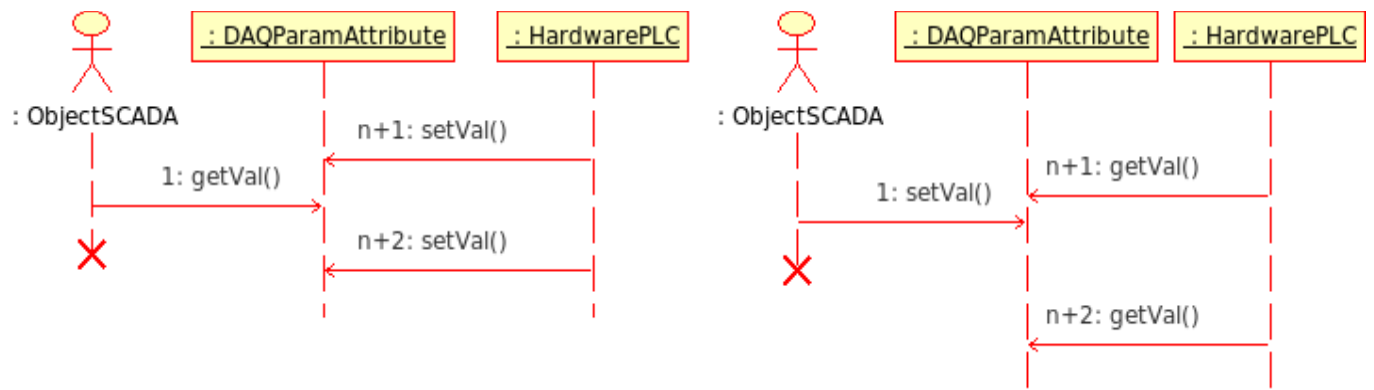 : DAQParamAttribute
: HardwarePLC
: ObjectSCADA
n+1: setVal()
1: getVal()
n+2: setVal()
: DAQParamAttribute
: HardwarePLC
: ObjectSCADA
n+1: getVal()
1: setVal()
n+2: getVal()